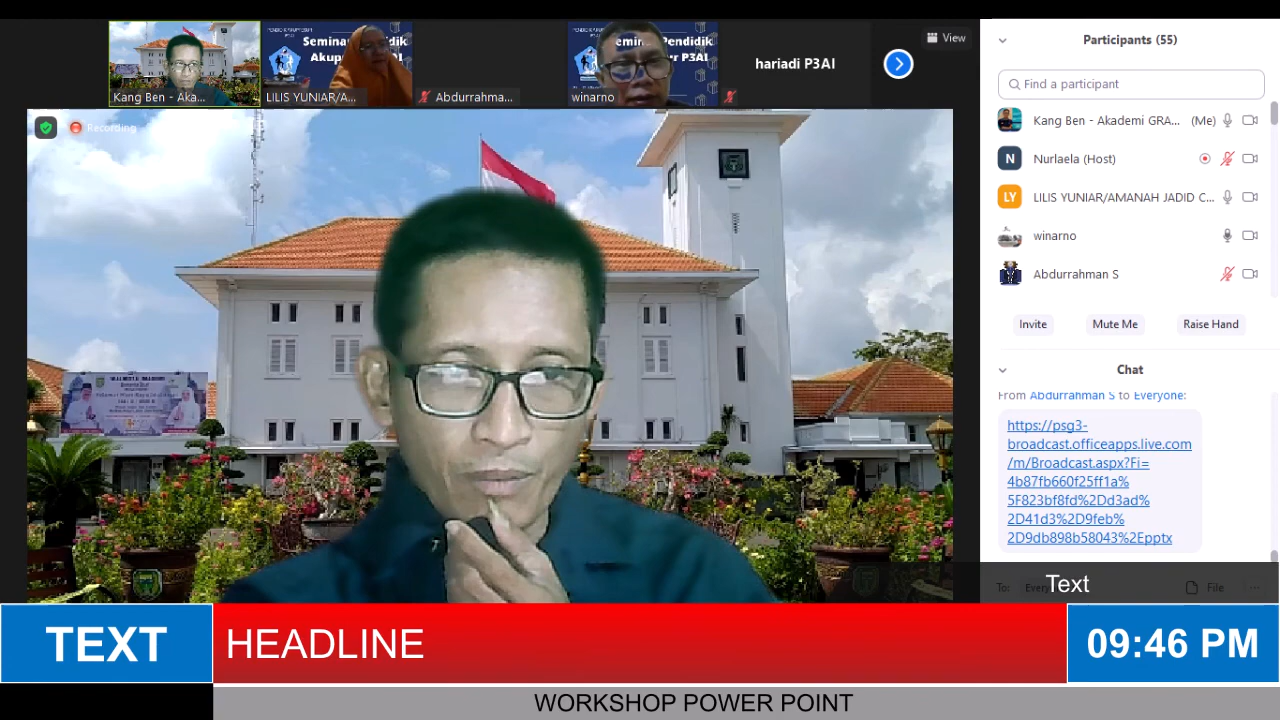 View
Kang Ben - Aka...
LILIS YUNIAR/A...
Abdurrahma...
winarno
hariadi P3AI
Recording
Participants (55)
Find a participant
Kang Ben - Akademi GRA... (Me)
N Nurlaela (Host)
LY LILIS YUNIAR/AMANAH JADID C...
winarno
Abdurrahman S
Invite Mute Me Raise Hand
Chat
From Abdurrahman S to Everyone:
https://psg3-
broadcast.officeapps.live.com
/m/Broadcast.aspx?Fi=
4b87fb660f25ff1a%
5F823bf8fd%2Dd3ad%
2D41d3%2D9feb%
2D9db898b58043%2Epptx
Text
To: File ...
TEXT
HEADLINE
09:46 PM
WORKSHOP POWER POINT